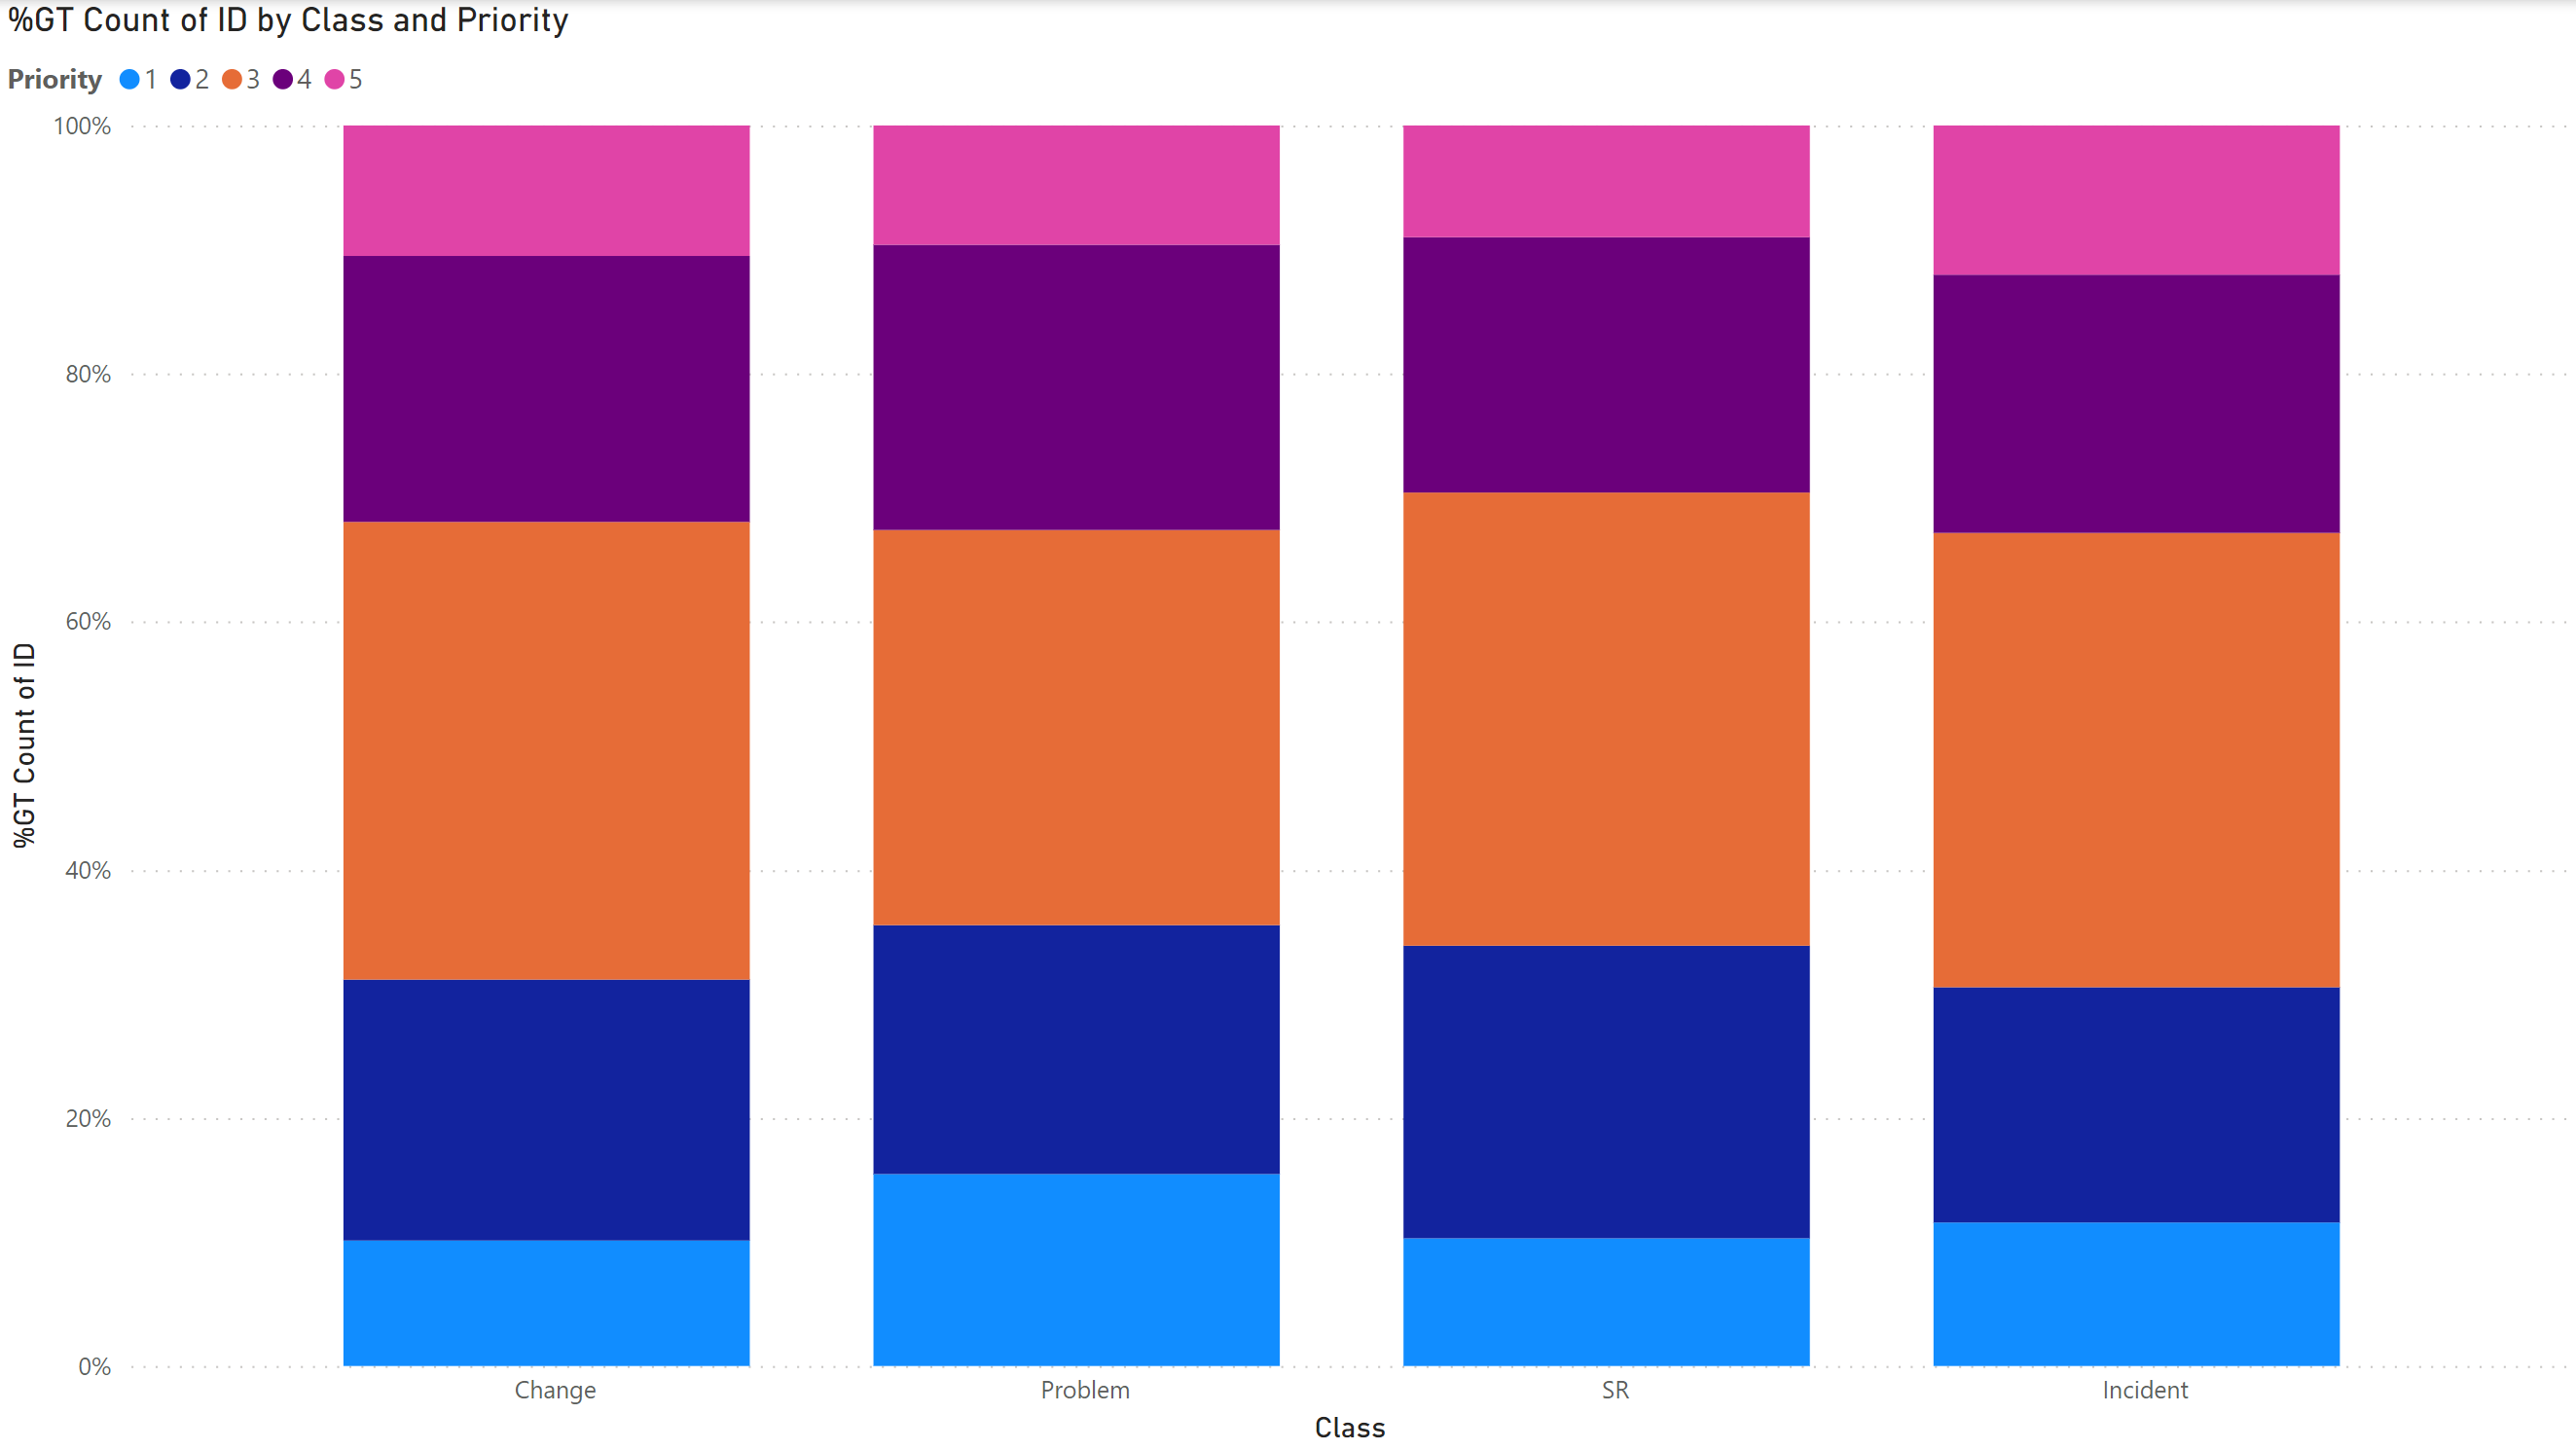 %GT Count of ID by Class and Priority
Priority 1 2 3 4 5
100%
80%
60%
40%
20%
0%
%GT Count of ID
Change Problem SR Incident
Class